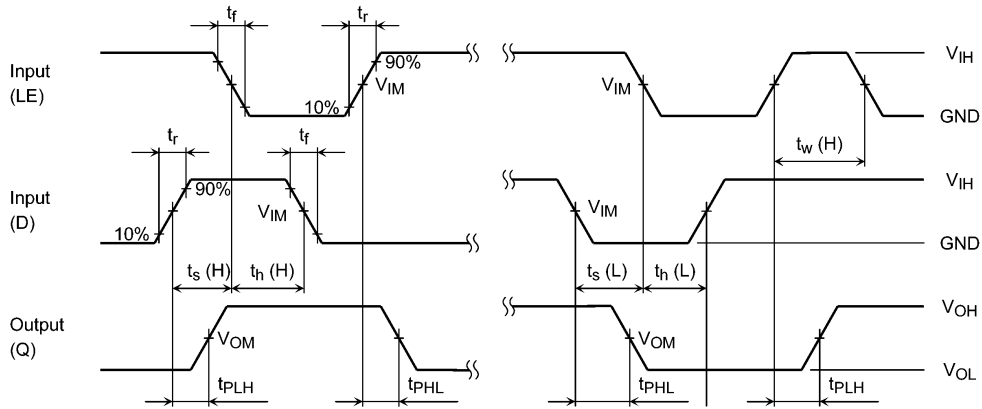 tf
tr
Input
(LE)
90%
VIM
10%
VIM
VIH
GND
tw (H)
tr
tf
Input
(D)
90%
VIM
10%
VIM
VIH
GND
ts (H)
th (H)
ts (L)
th (L)
Output
(Q)
VOM
VOM
VOH
VOL
tPLH
tPHL
tPHL
tPLH